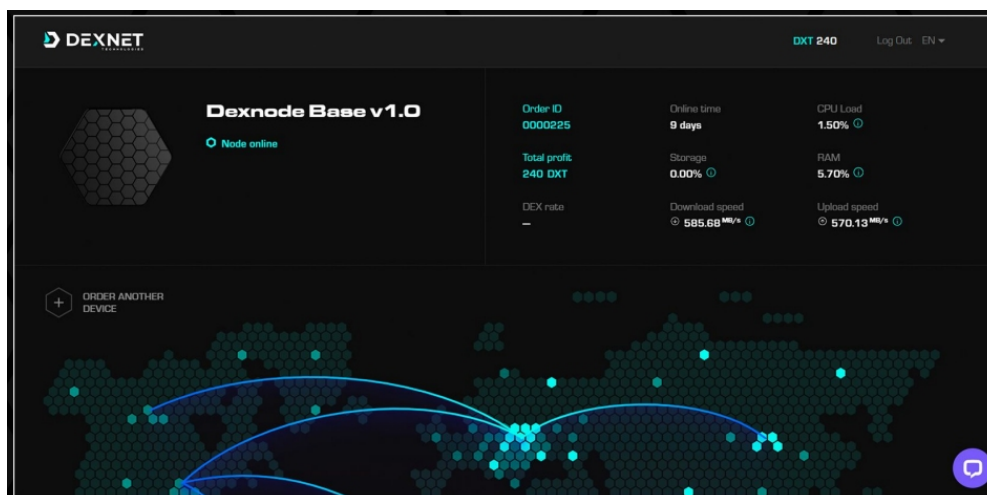 DEXNET
TECHNOLOGIES
DXT 240
Log Out
EN
Dexnode Base v1.0
Node online
Order ID
0000225
Online time
9 days
CPU Load
1.50%
Total profit
240 DXT
Storage
0.00%
RAM
5.70%
DEX rate
—
Download speed
585.68 MB/s
Upload speed
570.13 MB/s
ORDER ANOTHER
DEVICE